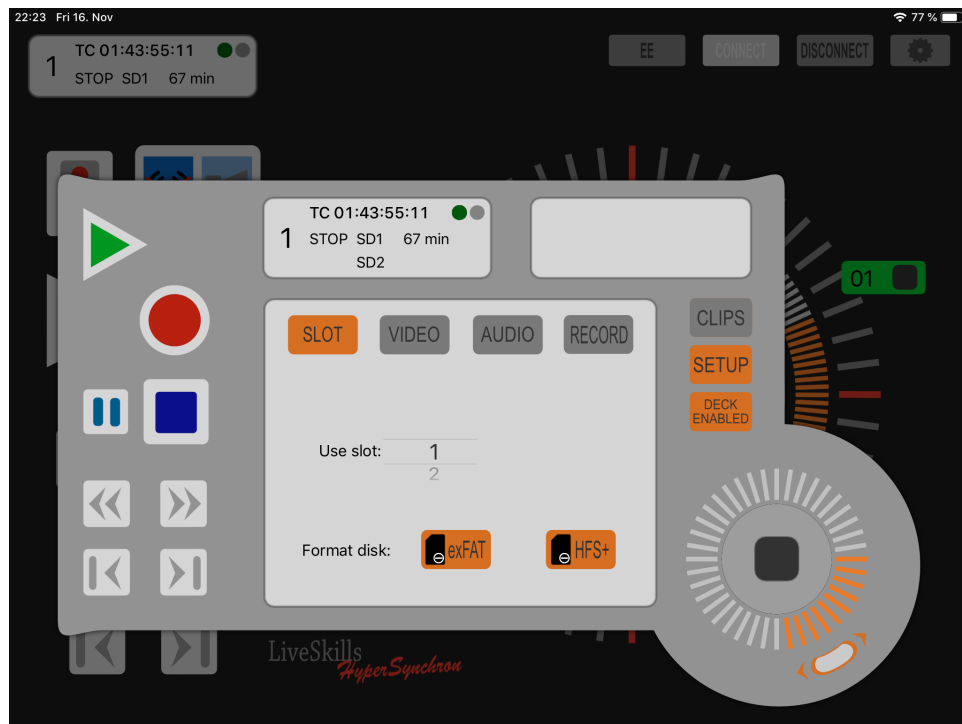 22:23 Fri 16. Nov 77 %
TC 01:43:55:11
1
STOP SD1 67 min
EE CONNECT DISCONNECT
TC 01:43:55:11
1 STOP SD1 67 min
SD2
01
SLOT VIDEO AUDIO RECORD
CLIPS
SETUP
DECK
ENABLED
Use slot: 1
2
Format disk: exFAT HFS+
LiveSkills
HyperSynchron